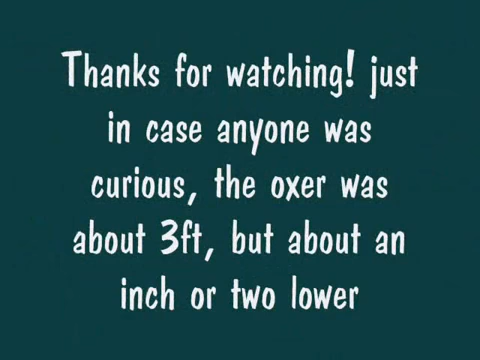 Thanks for watching! just
in case anyone was
curious, the oxer was
about 3ft, but about an
inch or two lower